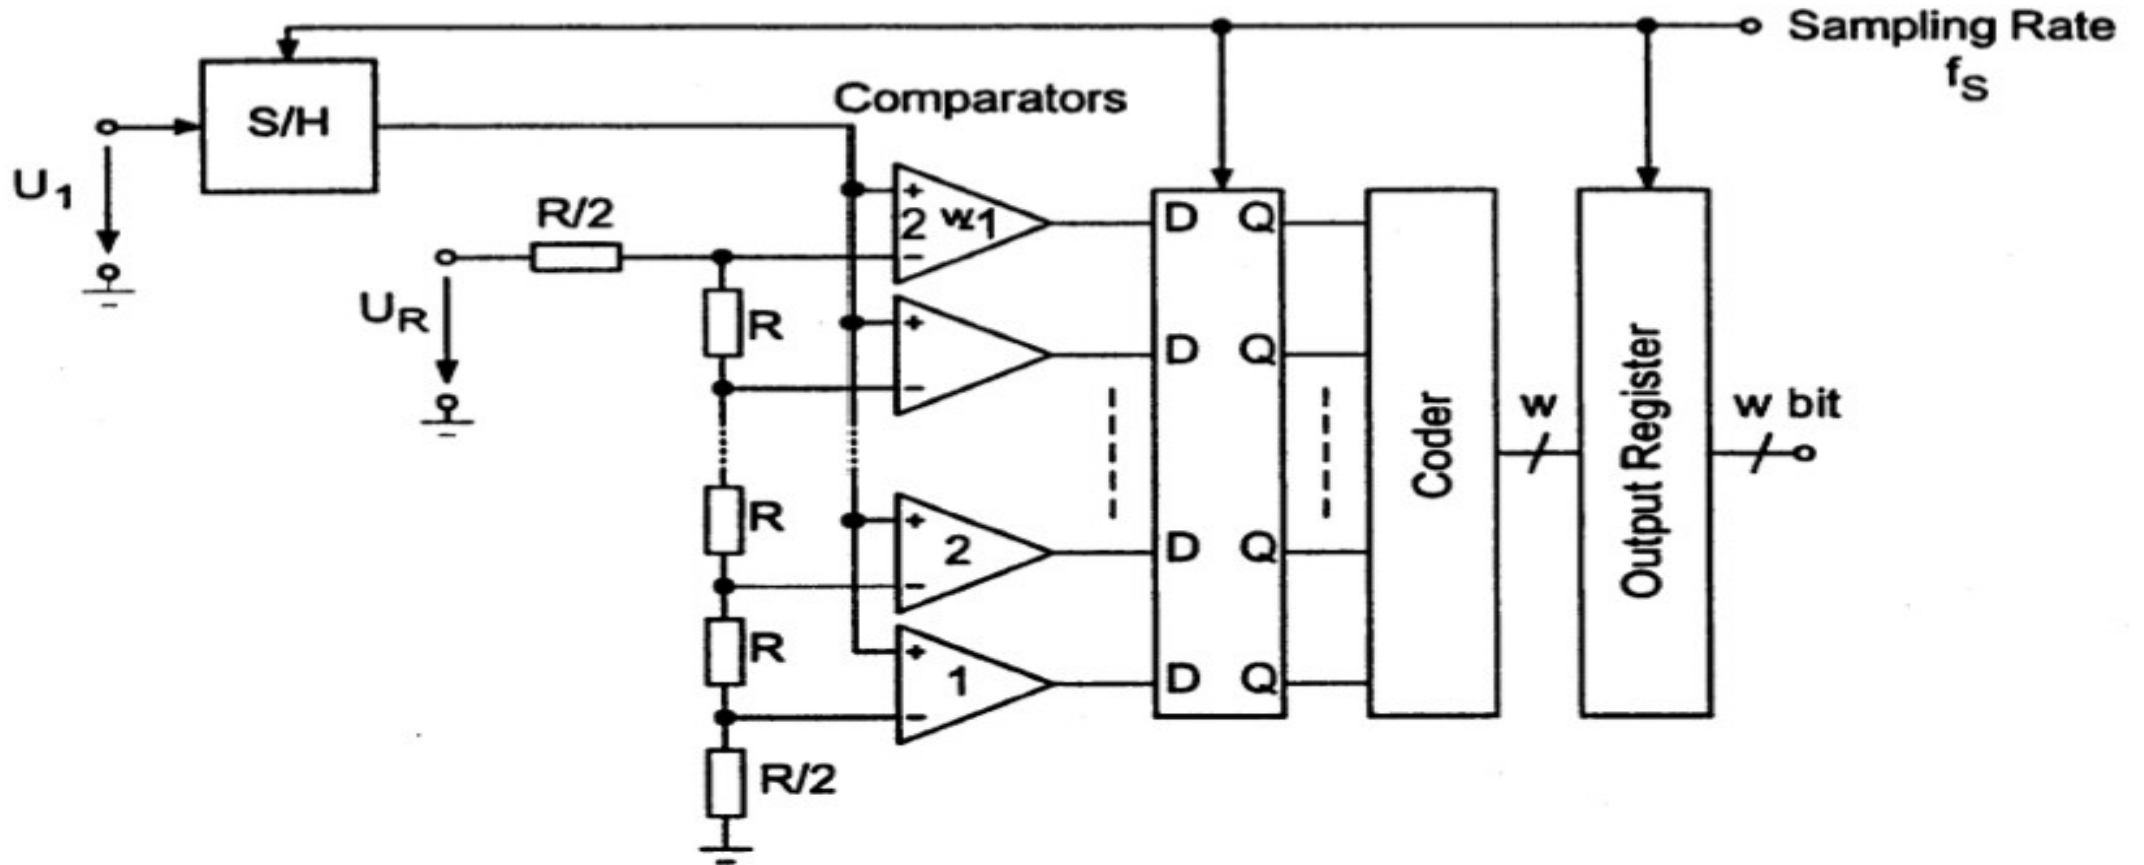 Sampling Rate
fS
Comparators
S/H
U1
R/2
+
2 w-1
−
D Q
UR
R
+
−
D Q
R
+
2
−
D Q
R
+
1
−
D Q
R/2
Coder
w
Output Register
w bit